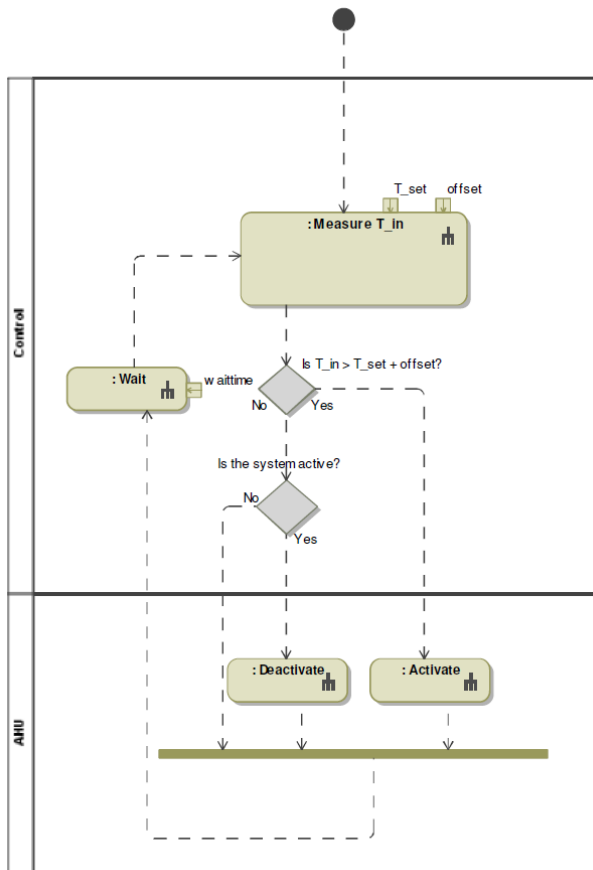 T_set offset
: Measure T_in
Control
Is T_in > T_set + offset?
: Wait
waittime
No
Yes
Is the system active?
No
Yes
: Deactivate
: Activate
AHU